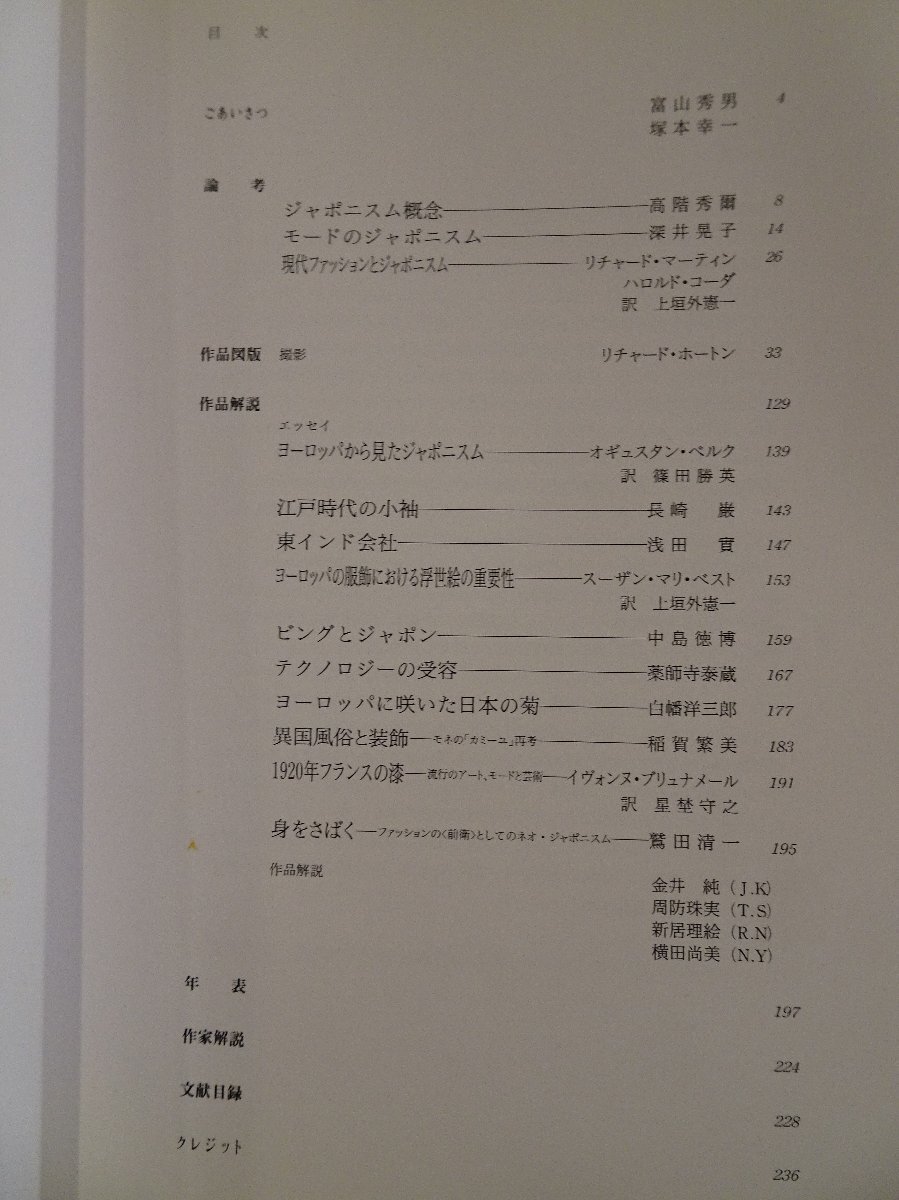 目 次
ごあいさつ 富山秀男 4
塚本幸一
論 考
ジャポニスム概念 高階秀爾 8
モードのジャポニスム 深井晃子 14
現代ファッションとジャポニスム リチャード・マーティン 26
ハロルド・コーダ
訳 上垣外憲一
作品図版 撮影 リチャード・ホートン 33
作品解説 129
エッセイ
ヨーロッパから見たジャポニスム オギュスタン・ベルク 139
訳 篠田勝英
江戸時代の小袖 長崎 巌 143
東インド会社 浅田 實 147
ヨーロッパの服飾における浮世絵の重要性 スーザン・マリ・ベスト 153
訳 上垣外憲一
ビングとジャポン 中島徳博 159
テクノロジーの受容 薬師寺泰蔵 167
ヨーロッパに咲いた日本の菊 白幡洋三郎 177
異国風俗と装飾―モネの「カミーユ」再考 稲賀繁美 183
1920年フランスの漆―流行のアート、モードと芸術 イヴォンヌ・ブリュナメール 191
訳 星埜守之
身をさばく―ファッションの〈前衛〉としてのネオ・ジャポニスム 鷲田清一 195
作品解説
金井 純 (J.K)
周防珠実 (T.S)
新居理絵 (R.N)
横田尚美 (N.Y)
年 表 197
作家解説 224
文献目録 228
クレジット 236